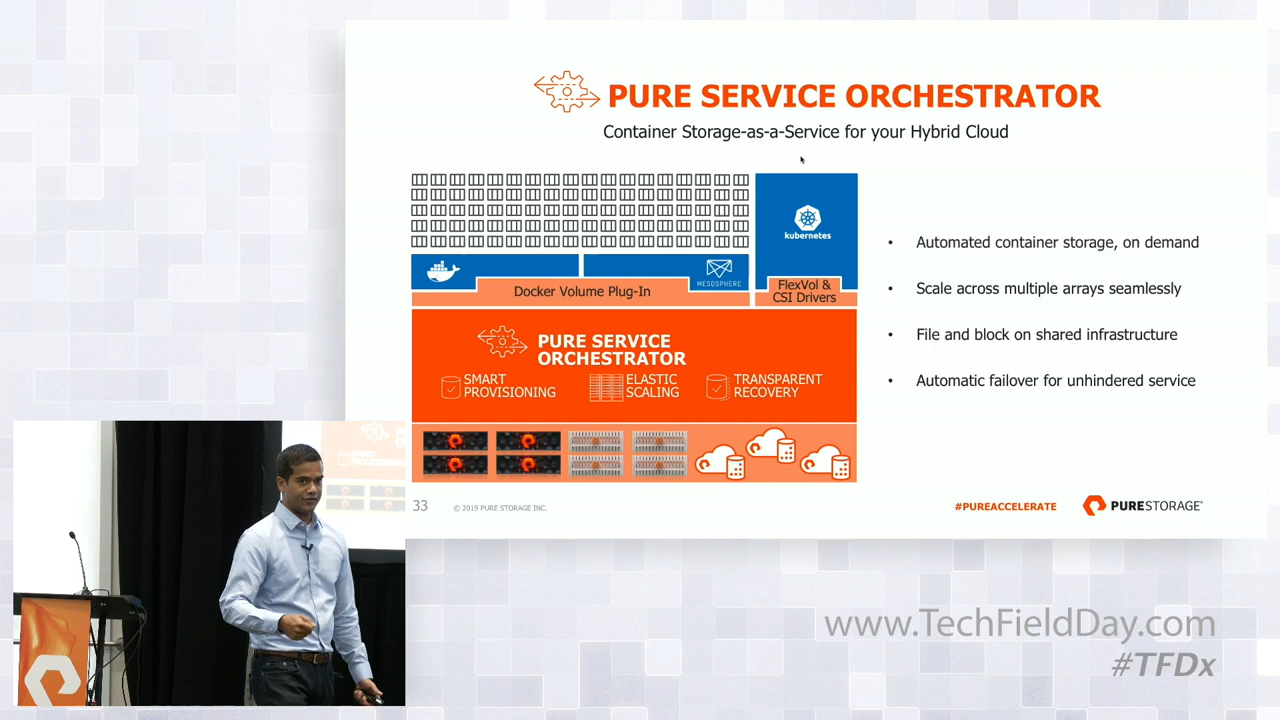 PURE SERVICE ORCHESTRATOR
Container Storage-as-a-Service for your Hybrid Cloud
kubernetes
MESOSPHERE
Docker Volume Plug-In
FlexVol &
CSI Drivers
PURE SERVICE
ORCHESTRATOR
SMART
PROVISIONING
ELASTIC
SCALING
TRANSPARENT
RECOVERY
• Automated container storage, on demand
• Scale across multiple arrays seamlessly
• File and block on shared infrastructure
• Automatic failover for unhindered service
33
© 2019 PURE STORAGE INC.
#PUREACCELERATE
PURESTORAGE®
www.TechFieldDay.com
#TFDx